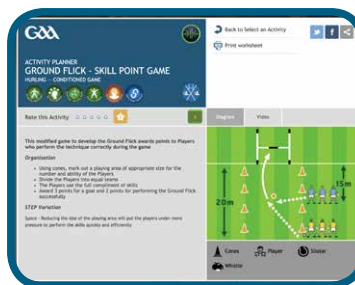 GAA
Back to Select an Activity
Print worksheet
ACTIVITY PLANNER
GROUND FLICK - SKILL POINT GAME
HURLING - CONDITIONED GAME
Rate this Activity
Diagram
Video
This modified game to develop the Ground Flick awards points to Players
who perform the technique correctly during the game
Organisation
Using cones, mark out a playing area of appropriate size for the
number and ability of the Players
Divide the Players into equal teams
The Players use the full compliment of skills
Award 3 points for a goal and 2 points for performing the Ground Flick
successfully
STEP Variation
Space - Reducing the size of the playing area will put the players under more
pressure to perform the skills quickly and efficiently
20m
15m
Cones
Player
Sliotar
Whistle